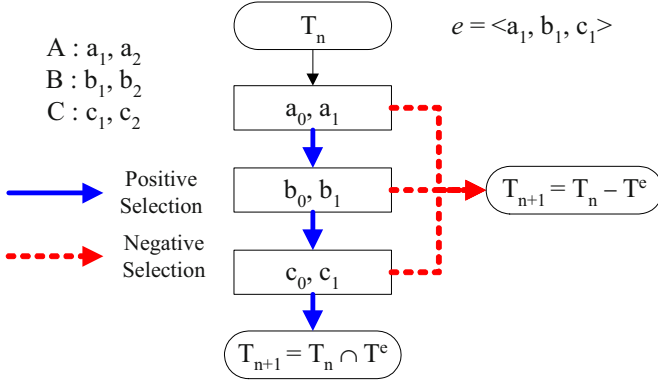 Tₙ
e = <a₁, b₁, c₁>
A : a₁, a₂
B : b₁, b₂
C : c₁, c₂
a₀, a₁
b₀, b₁
c₀, c₁
Positive
Selection
Negative
Selection
Tₙ₊₁ = Tₙ – Tᵉ
Tₙ₊₁ = Tₙ ∩ Tᵉ